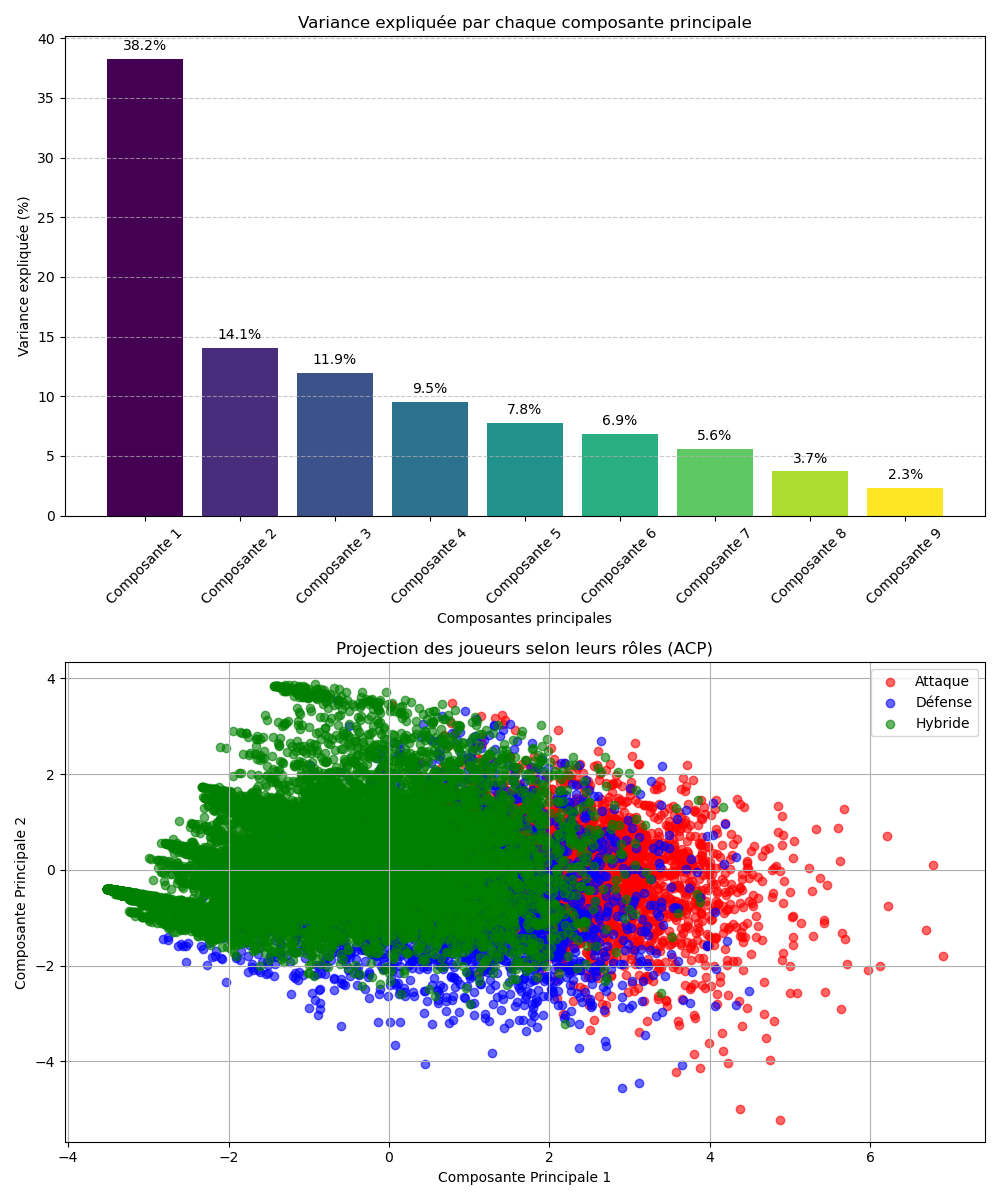 Variance expliquée par chaque composante principale
Variance expliquée (%)
40
35
30
25
20
15
10
5
0
38.2%
14.1%
11.9%
9.5%
7.8%
6.9%
5.6%
3.7%
2.3%
Composante 1
Composante 2
Composante 3
Composante 4
Composante 5
Composante 6
Composante 7
Composante 8
Composante 9
Composantes principales
Projection des joueurs selon leurs rôles (ACP)
Attaque
Défense
Hybride
Composante Principale 2
4
2
0
−2
−4
−4
−2
0
2
4
6
Composante Principale 1